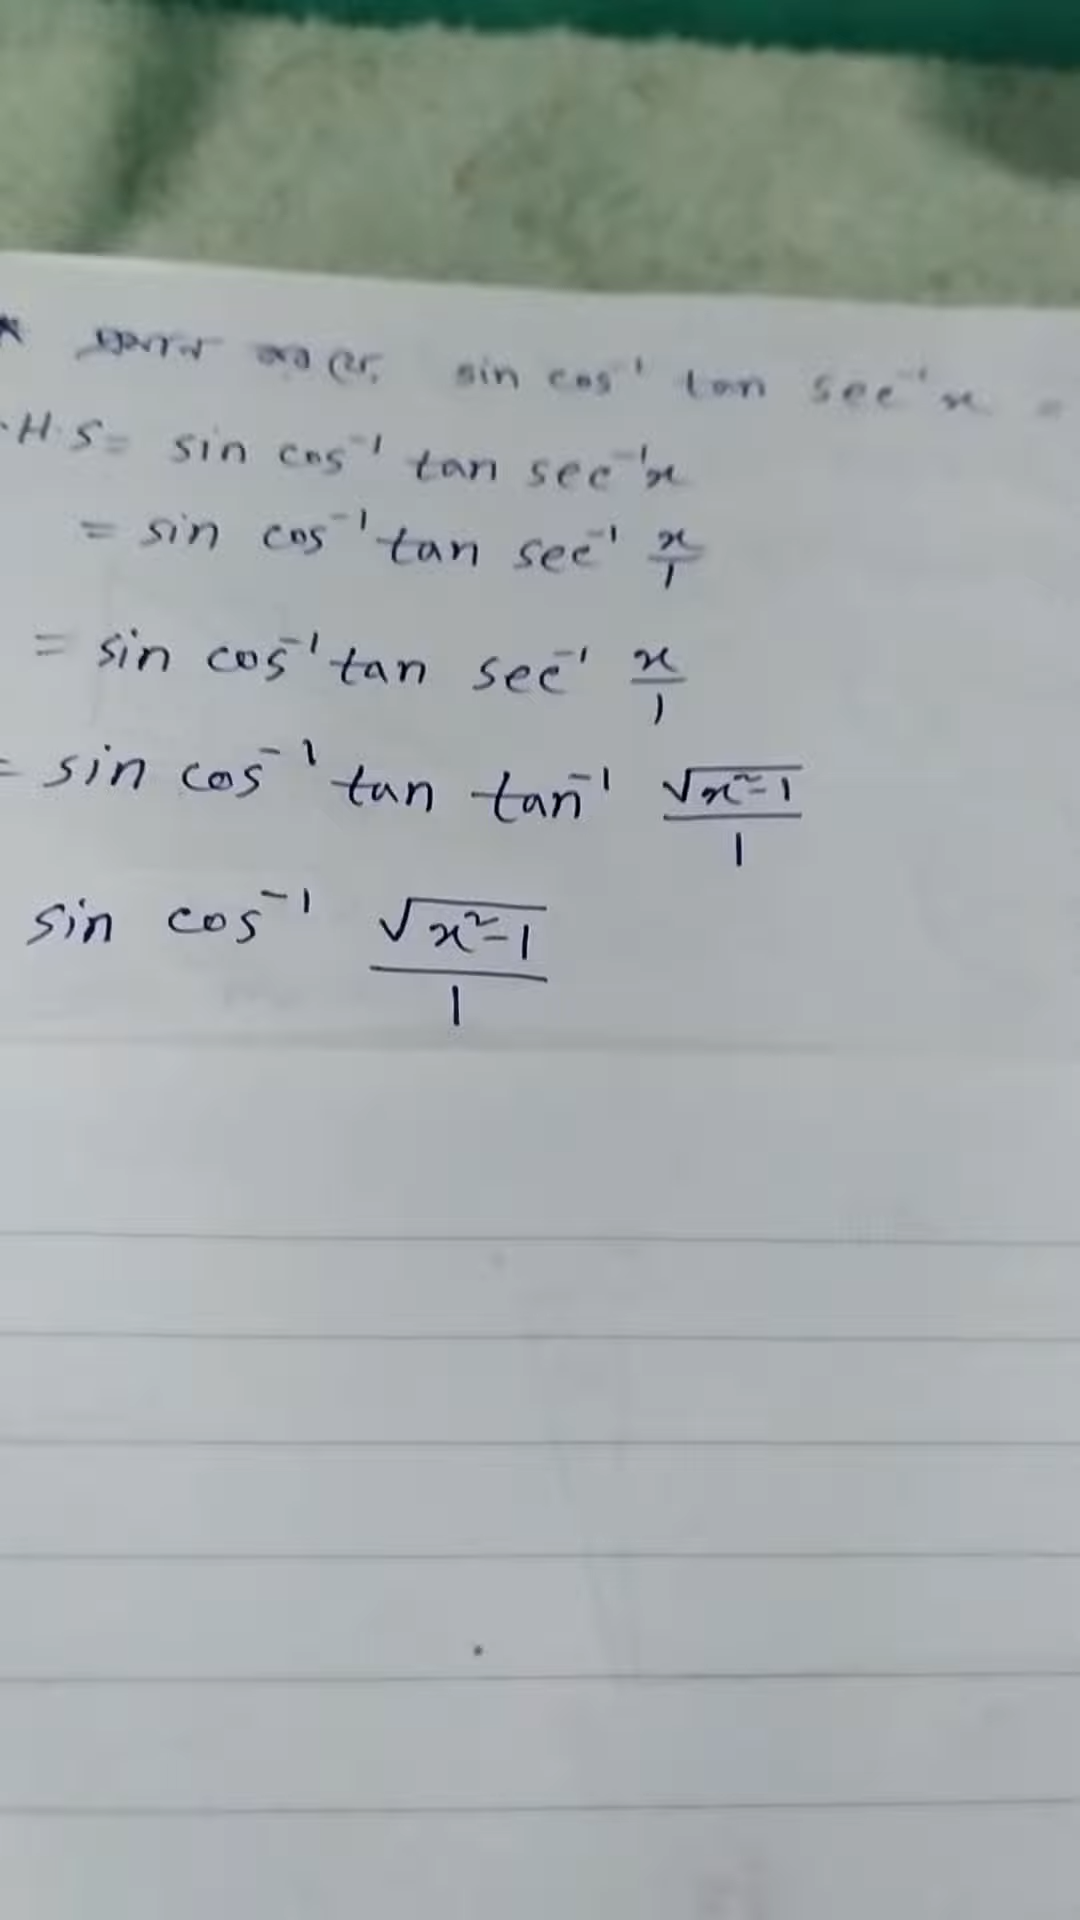 * প্রমাণ কর যে, sin cos⁻¹ tan sec⁻¹x =
.H.S = sin cos⁻¹ tan sec⁻¹x
= sin cos⁻¹ tan sec⁻¹ x/1
= sin cos⁻¹ tan sec⁻¹ x/1
= sin cos⁻¹ tan tan⁻¹ √(x²-1)/1
sin cos⁻¹ √(x²-1)/1